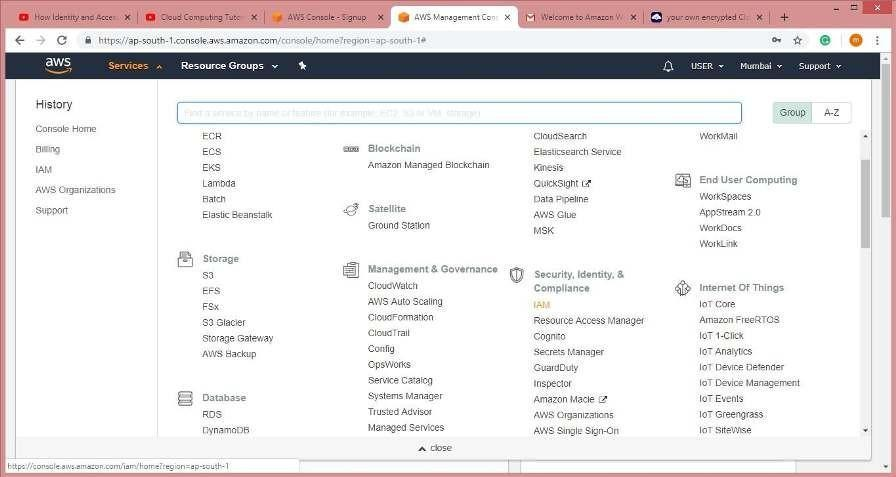 How Identity and Access
Cloud Computing Tutor
AWS Console - Signup
AWS Management Con
Welcome to Amazon W
your own encrypted Cl
https://ap-south-1.console.aws.amazon.com/console/home?region=ap-south-1#
m
aws
Services
Resource Groups
USER
Mumbai
Support
History
Console Home
Billing
IAM
AWS Organizations
Support
Find a service by name or feature (for example, EC2, S3 or VM, storage).
Group
A-Z
ECR
ECS
EKS
Lambda
Batch
Elastic Beanstalk
Storage
S3
EFS
FSx
S3 Glacier
Storage Gateway
AWS Backup
Database
RDS
DynamoDB
Blockchain
Amazon Managed Blockchain
Satellite
Ground Station
Management & Governance
CloudWatch
AWS Auto Scaling
CloudFormation
CloudTrail
Config
OpsWorks
Service Catalog
Systems Manager
Trusted Advisor
Managed Services
CloudSearch
Elasticsearch Service
Kinesis
QuickSight
Data Pipeline
AWS Glue
MSK
Security, Identity, &
Compliance
IAM
Resource Access Manager
Cognito
Secrets Manager
GuardDuty
Inspector
Amazon Macie
AWS Organizations
AWS Single Sign-On
WorkMail
End User Computing
WorkSpaces
AppStream 2.0
WorkDocs
WorkLink
Internet Of Things
IoT Core
Amazon FreeRTOS
IoT 1-Click
IoT Analytics
IoT Device Defender
IoT Device Management
IoT Events
IoT Greengrass
IoT SiteWise
close
https://console.aws.amazon.com/iam/home?region=ap-south-1